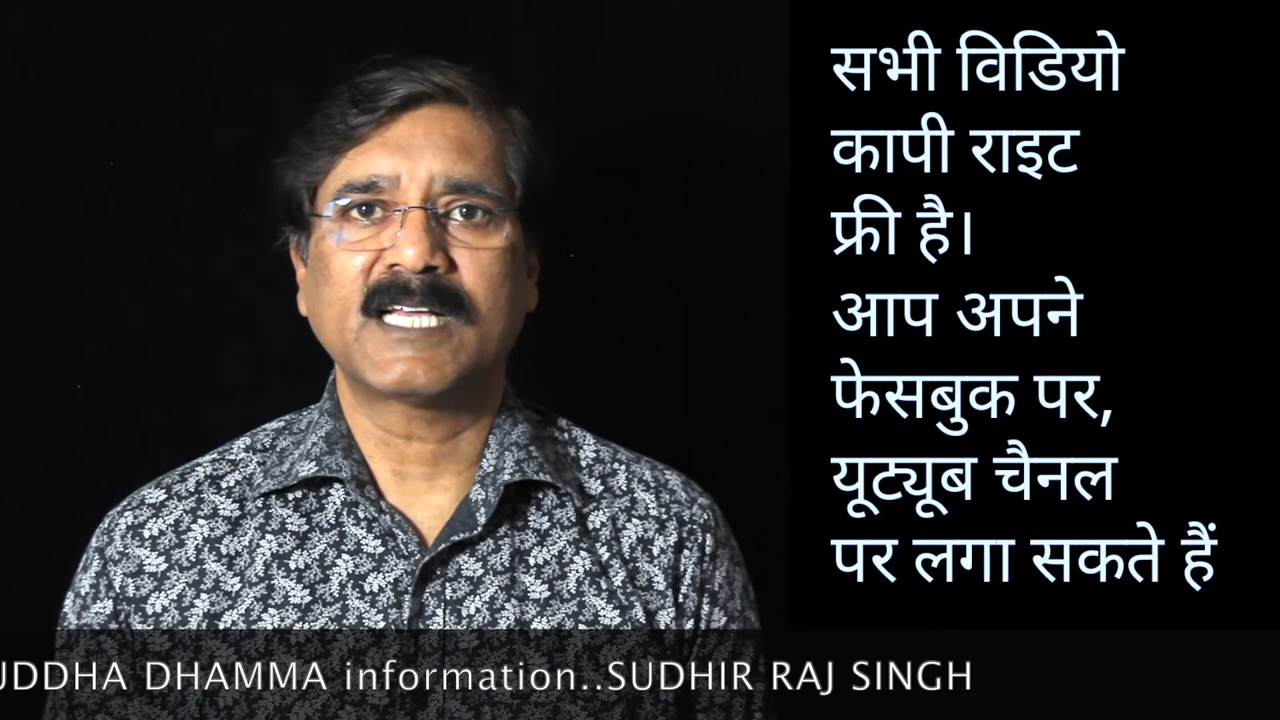 सभी विडियो
कापी राइट
फ्री है।
आप अपने
फेसबुक पर,
यूट्यूब चैनल
पर लगा सकते हैं
DHAMMA information..SUDHIR RAJ SINGH